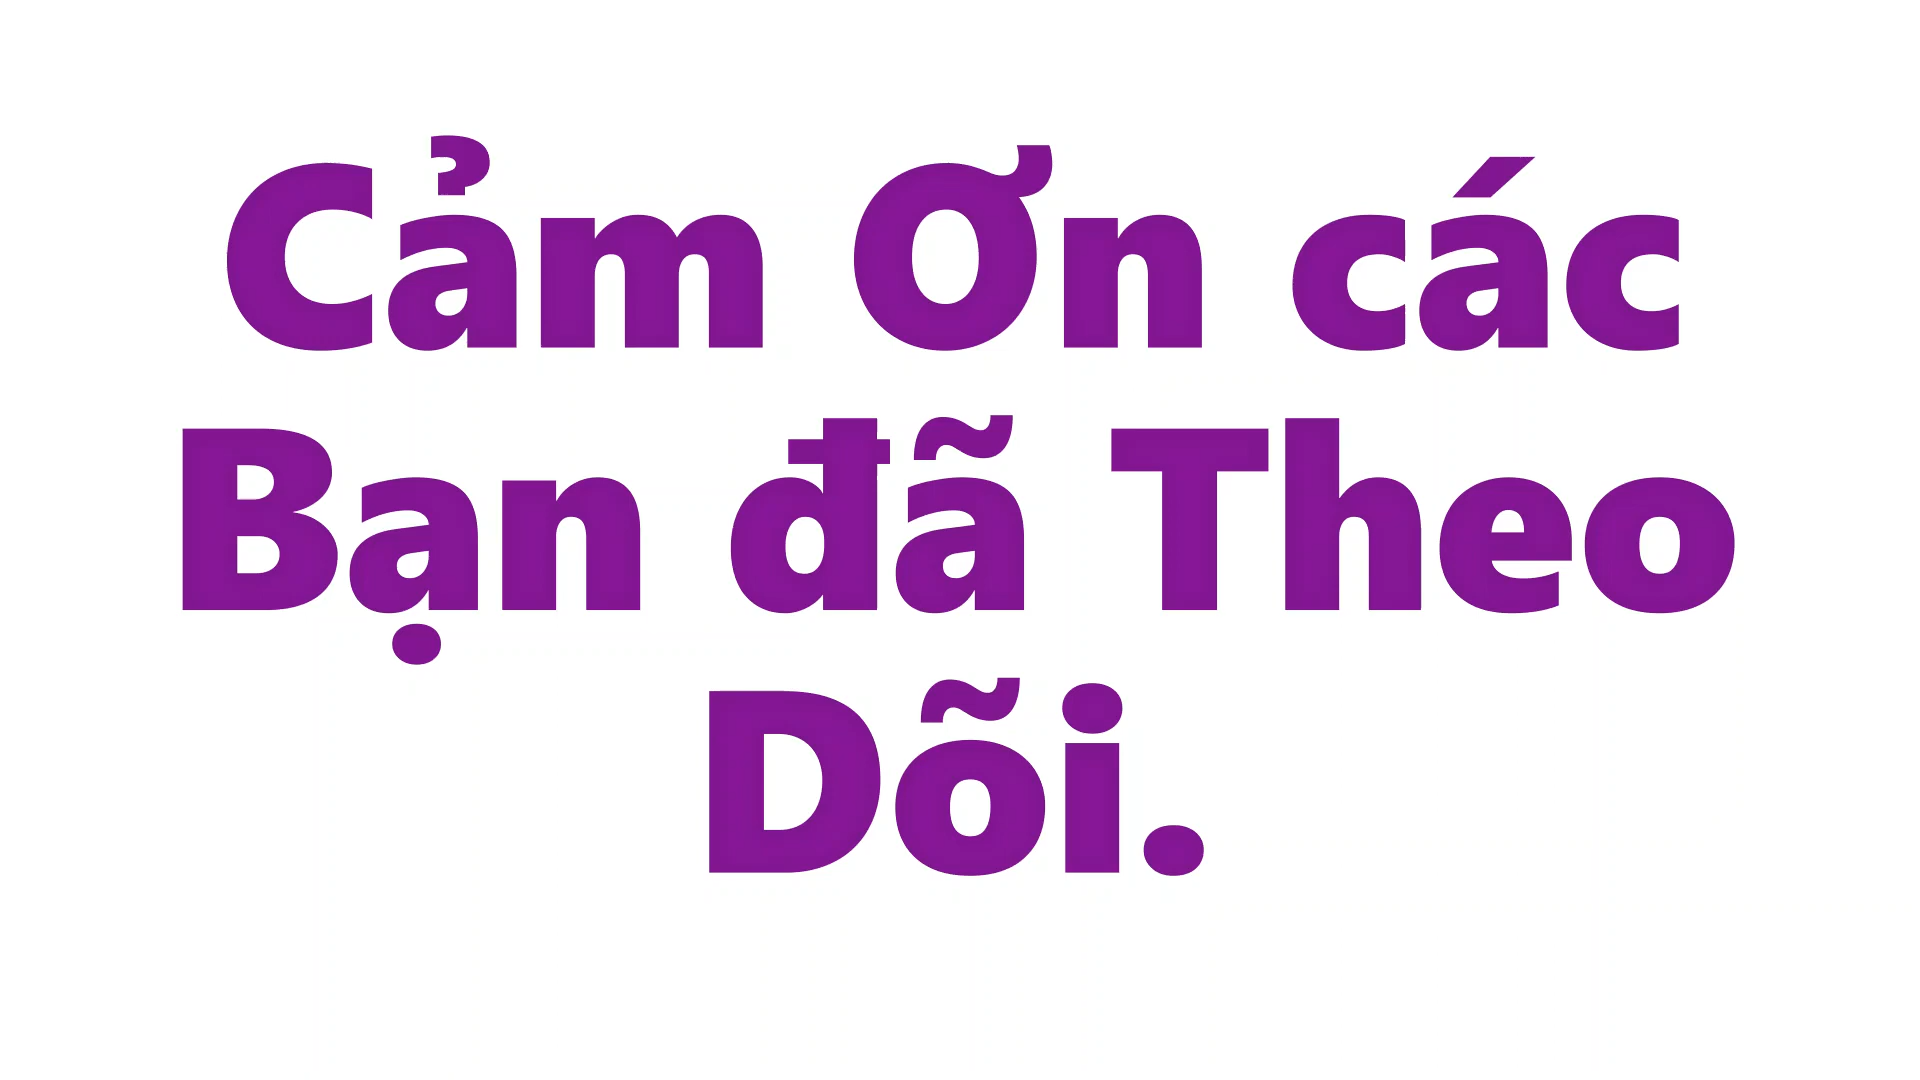 Cảm Ơn các
Bạn đã Theo
Dõi.